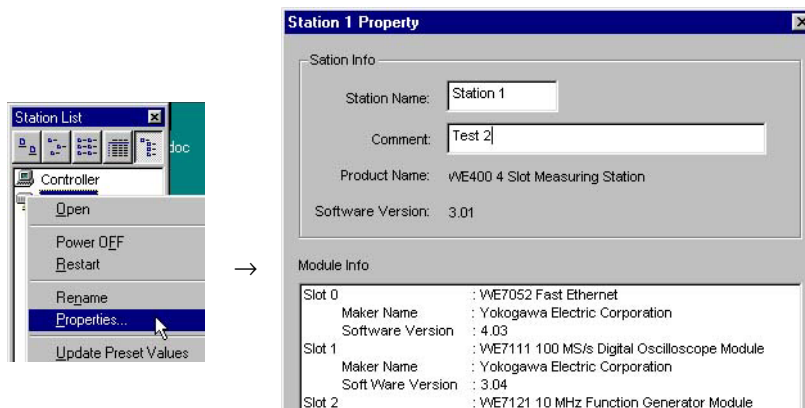 Station List
doc
Controller
Open
Power OFF
Restart
Rename
Properties...
Update Preset Values
→
Station 1 Property
Sation Info
Station Name: Station 1
Comment: Test 2
Product Name: WE400 4 Slot Measuring Station
Software Version: 3.01
Module Info
Slot 0 : WE7052 Fast Ethernet
Maker Name : Yokogawa Electric Corporation
Software Version : 4.03
Slot 1 : WE7111 100 MS/s Digital Oscilloscope Module
Maker Name : Yokogawa Electric Corporation
Soft Ware Version : 3.04
Slot 2 : WE7121 10 MHz Function Generator Module